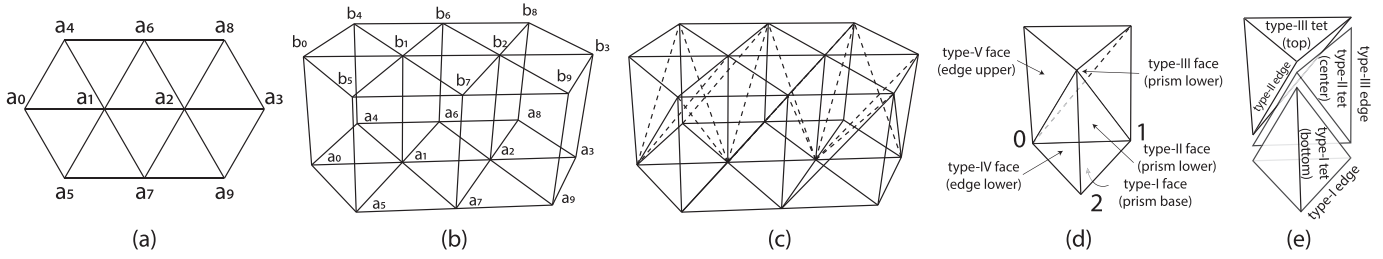 a4 a6 a8
a0 a1 a2 a3
a5 a7 a9
(a)
b4 b6 b8
b0 b1 b2 b3
b5 b7 b9
a4 a6 a8
a0 a1 a2 a3
a5 a7 a9
(b)
(c)
type-V face
(edge upper)
type-III face
(prism lower)
0
1
type-II face
(prism lower)
type-IV face
(edge lower)
type-I face
(prism base)
2
(d)
type-III tet
(top)
type-II edge
type-II tet
(center)
type-III edge
type-I tet
(bottom)
type-I edge
(e)